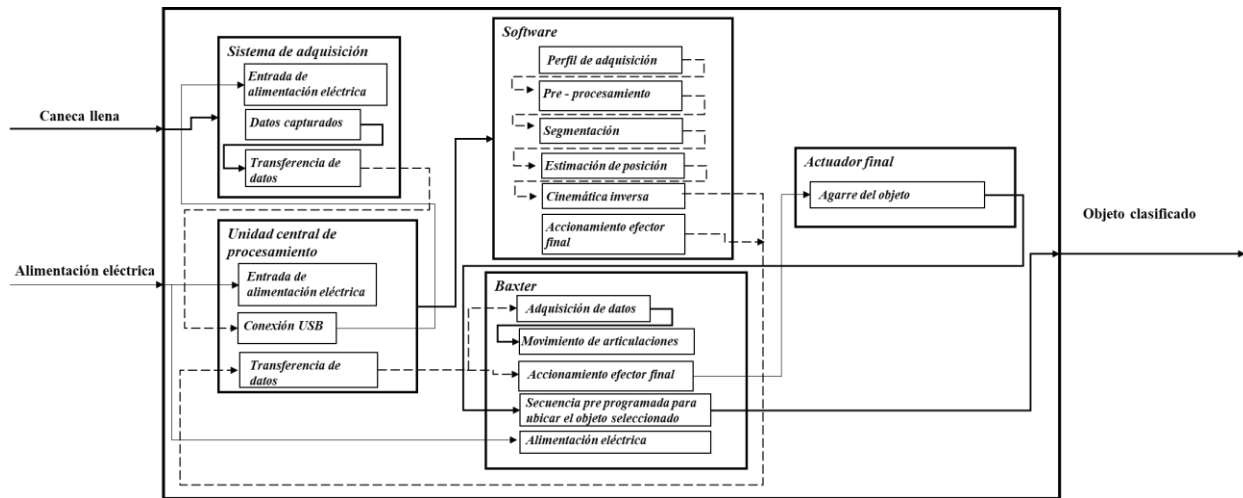 Caneca llena
Alimentación eléctrica
Sistema de adquisición
Entrada de
alimentación eléctrica
Datos capturados
Transferencia de
datos
Unidad central de
procesamiento
Entrada de
alimentación eléctrica
Conexión USB
Transferencia de
datos
Software
Perfil de adquisición
Pre - procesamiento
Segmentación
Estimación de posición
Cinemática inversa
Accionamiento efector
final
Baxter
Adquisición de datos
Movimiento de articulaciones
Accionamiento efector final
Secuencia pre programada para
ubicar el objeto seleccionado
Alimentación eléctrica
Actuador final
Agarre del objeto
Objeto clasificado